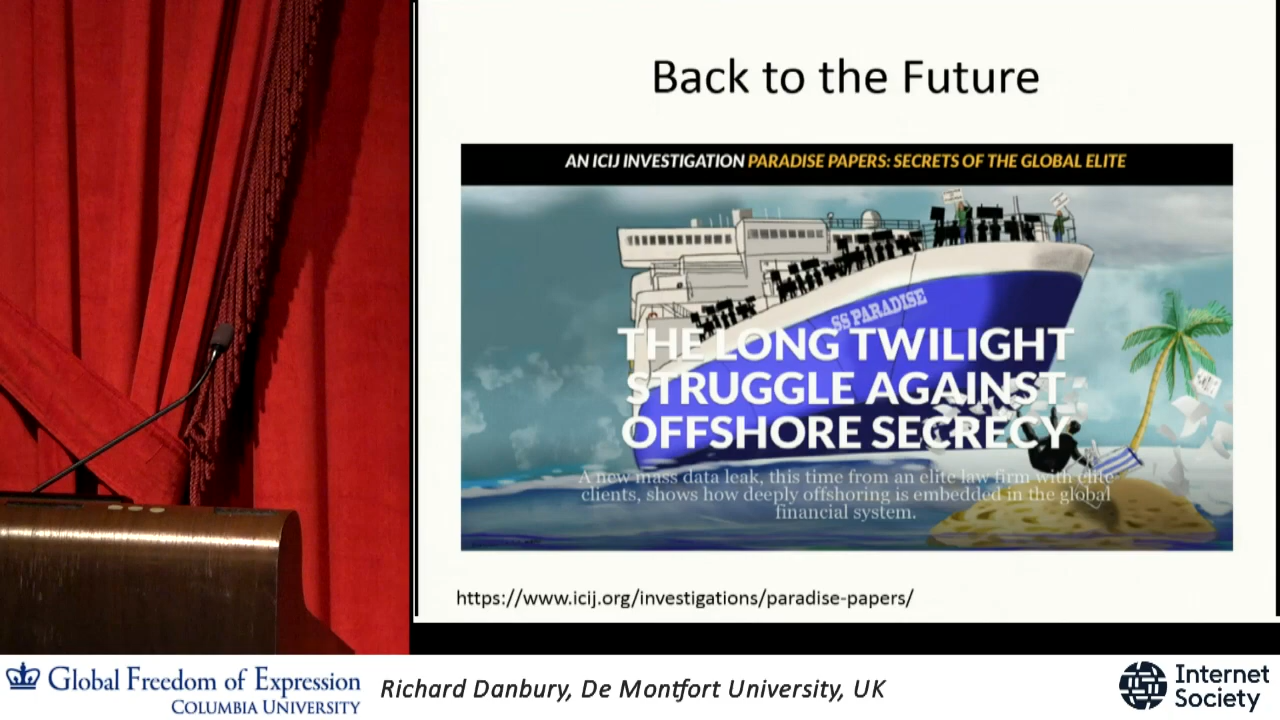 Back to the Future
AN ICIJ INVESTIGATION PARADISE PAPERS: SECRETS OF THE GLOBAL ELITE
SS PARADISE
THE LONG TWILIGHT
STRUGGLE AGAINST
OFFSHORE SECRECY
A new mass data leak, this time from an elite law firm with elite
clients, shows how deeply offshoring is embedded in the global
financial system.
https://www.icij.org/investigations/paradise-papers/
Global Freedom of Expression
COLUMBIA UNIVERSITY
Richard Danbury, De Montfort University, UK
Internet
Society